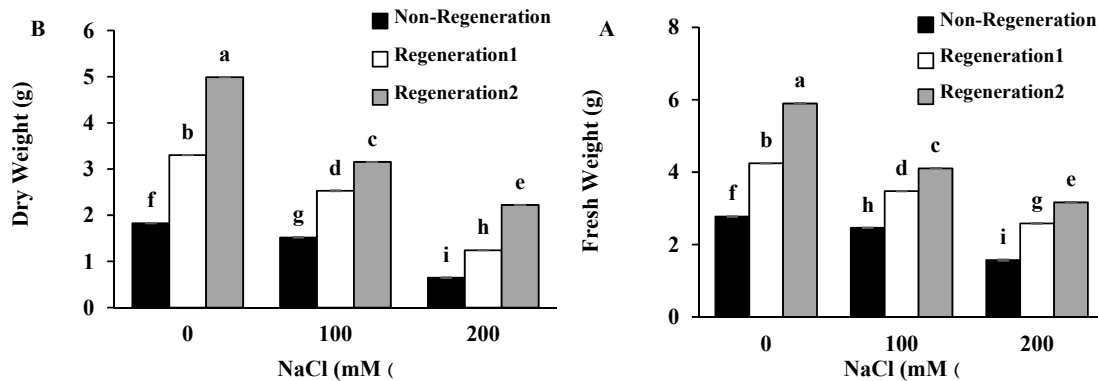 B
Non-Regeneration
Regeneration1
Regeneration2
Dry Weight (g)
6
5
4
3
2
1
0
f b a
g d c
i h e
0 100 200
NaCl (mM (
A
Non-Regeneration
Regeneration1
Regeneration2
Fresh Weight (g)
8
6
4
2
0
f b a
h d c
i g e
0 100 200
NaCl (mM (